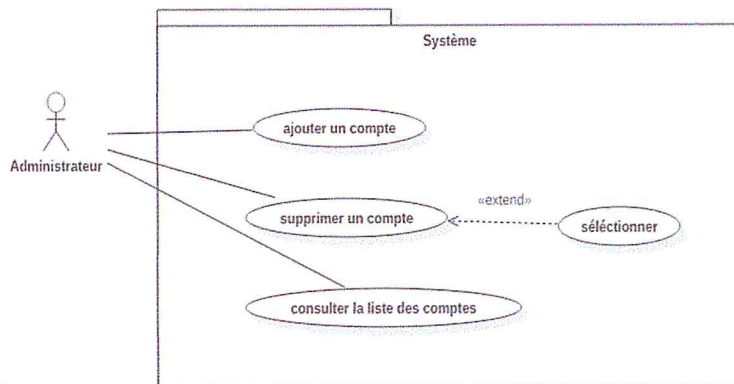 Système
ajouter un compte
Administrateur
«extend»
supprimer un compte
séléctionner
consulter la liste des comptes